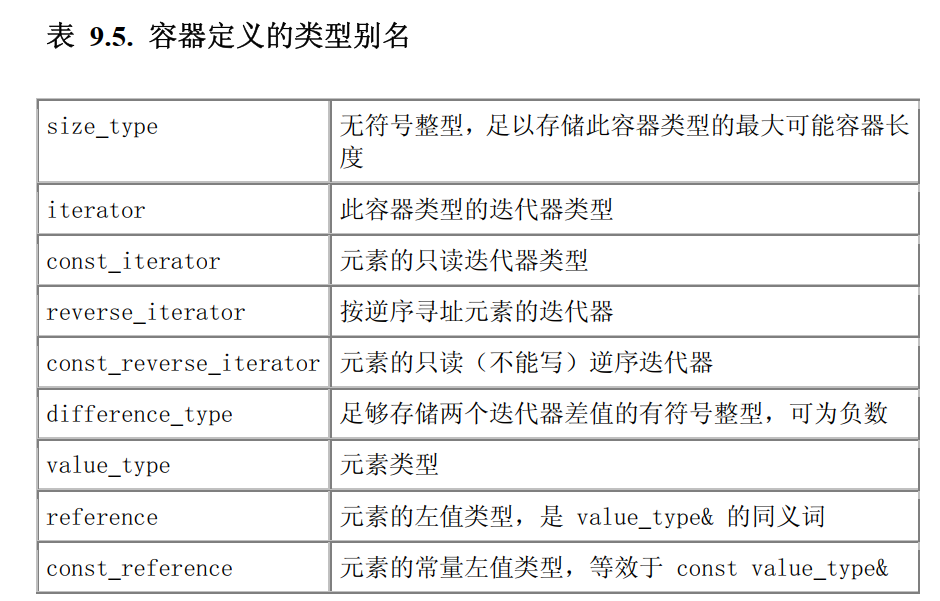 表 9.5. 容器定义的类型别名
size_type 无符号整型，足以存储此容器类型的最大可能容器长
度
iterator 此容器类型的迭代器类型
const_iterator 元素的只读迭代器类型
reverse_iterator 按逆序寻址元素的迭代器
const_reverse_iterator 元素的只读（不能写）逆序迭代器
difference_type 足够存储两个迭代器差值的有符号整型，可为负数
value_type 元素类型
reference 元素的左值类型，是 value_type& 的同义词
const_reference 元素的常量左值类型，等效于 const value_type&